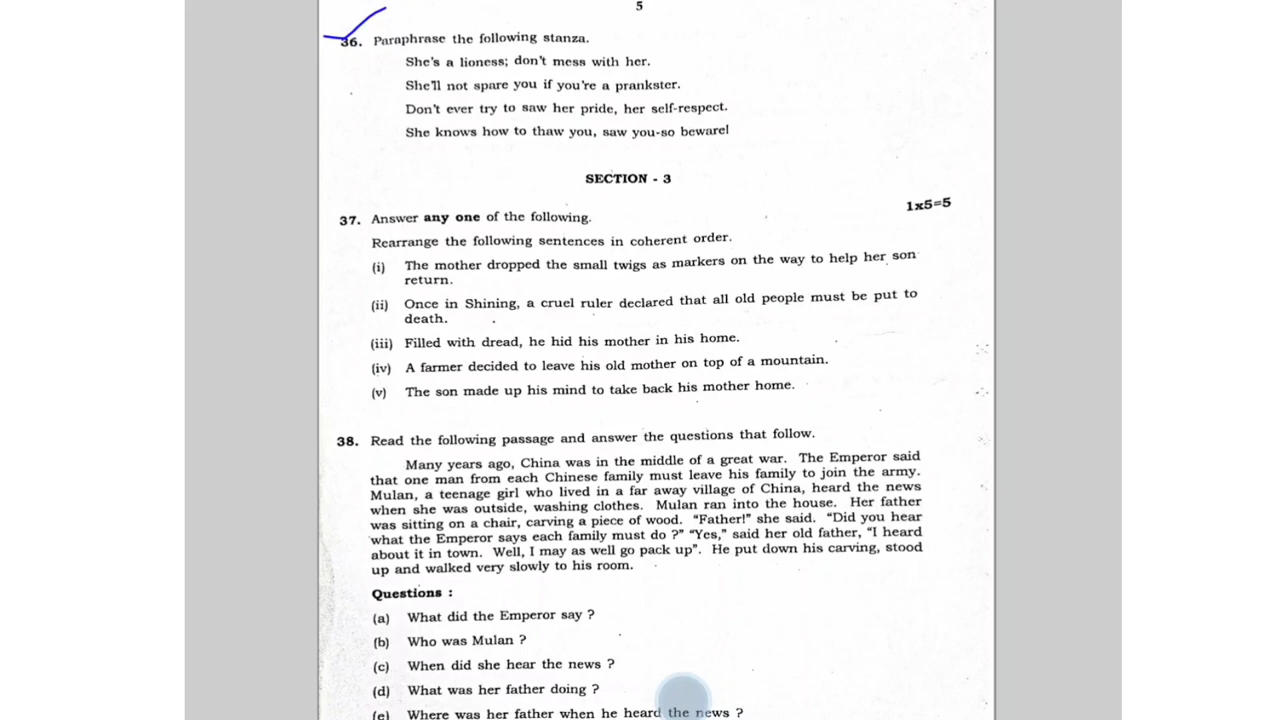 5
36. Paraphrase the following stanza.
She's a lioness; don't mess with her.
She'll not spare you if you're a prankster.
Don't ever try to saw her pride, her self-respect.
She knows how to thaw you, saw you-so beware!
SECTION - 3
37. Answer any one of the following. 1x5=5
Rearrange the following sentences in coherent order.
(i) The mother dropped the small twigs as markers on the way to help her son
return.
(ii) Once in Shining, a cruel ruler declared that all old people must be put to
death.
(iii) Filled with dread, he hid his mother in his home.
(iv) A farmer decided to leave his old mother on top of a mountain.
(v) The son made up his mind to take back his mother home.
38. Read the following passage and answer the questions that follow.
Many years ago, China was in the middle of a great war. The Emperor said
that one man from each Chinese family must leave his family to join the army.
Mulan, a teenage girl who lived in a far away village of China, heard the news
when she was outside, washing clothes. Mulan ran into the house. Her father
was sitting on a chair, carving a piece of wood. "Father!" she said. "Did you hear
what the Emperor says each family must do ?" "Yes," said her old father, "I heard
about it in town. Well, I may as well go pack up". He put down his carving, stood
up and walked very slowly to his room.
Questions :
(a) What did the Emperor say ?
(b) Who was Mulan ?
(c) When did she hear the news ?
(d) What was her father doing ?
(e) Where was her father when he heard the news ?